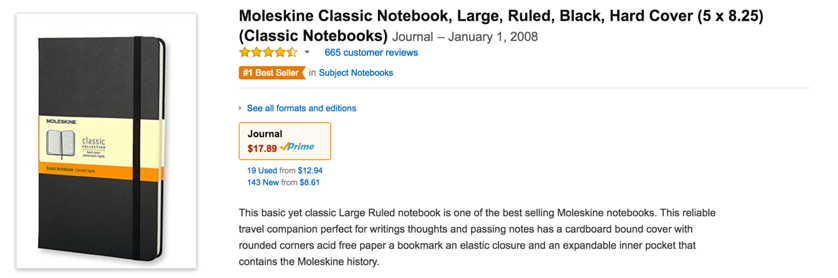 Moleskine Classic Notebook, Large, Ruled, Black, Hard Cover (5 x 8.25)
(Classic Notebooks) Journal – January 1, 2008
665 customer reviews
#1 Best Seller in Subject Notebooks
See all formats and editions
Journal
$17.89 Prime
19 Used from $12.94
143 New from $8.61
This basic yet classic Large Ruled notebook is one of the best selling Moleskine notebooks. This reliable
travel companion perfect for writings thoughts and passing notes has a cardboard bound cover with
rounded corners acid free paper a bookmark an elastic closure and an expandable inner pocket that
contains the Moleskine history.
MOLESKINE
classic
COLLECTION
Ruled Notebook